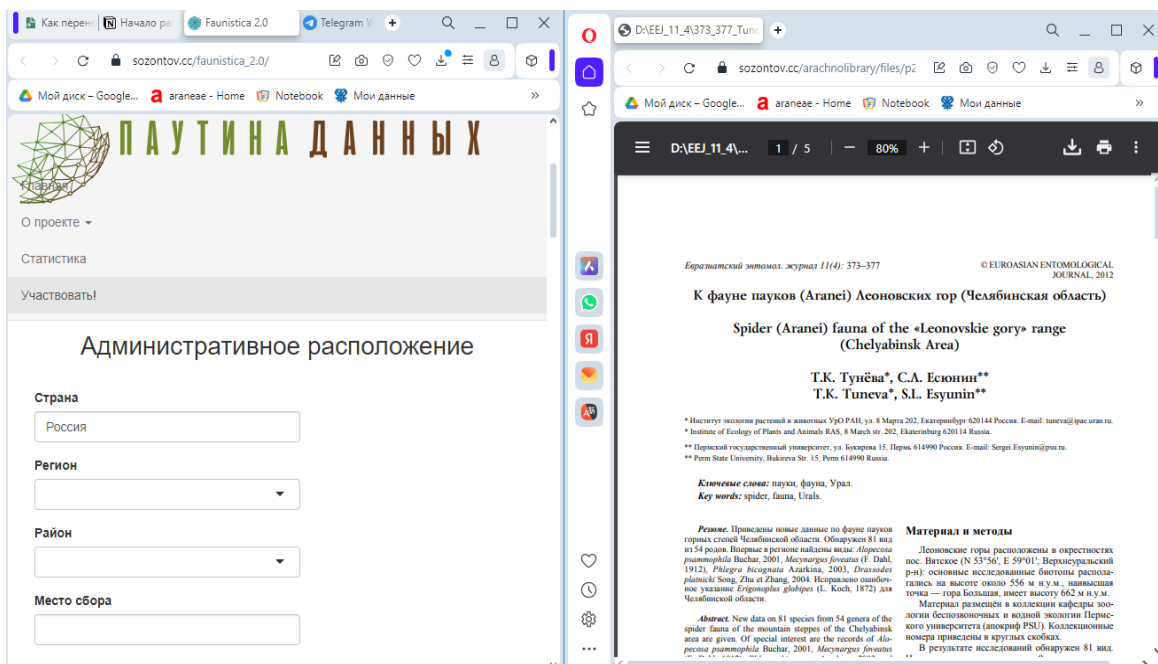 Как перен
Начало ра
Faunistica 2.0
Telegram W
sozontov.cc/faunistica_2.0/
Мой диск – Google...
araneae - Home
Notebook
Мои данные
ПАУТИНА ДАННЫХ
Главная
О проекте
Статистика
Участвовать!
Административное расположение
Страна
Россия
Регион
Район
Место сбора
D:\EEJ_11_4\373_377_Tune
sozontov.cc/arachnolibrary/files/p2
Мой диск – Google...
araneae - Home
Notebook
Мои данные
D:\EEJ_11_4\...
1 / 5
80%
Евразиатский энтомол. журнал 11(4): 373–377
© EUROASIAN ENTOMOLOGICAL
JOURNAL, 2012
К фауне пауков (Aranei) Леоновских гор (Челябинская область)
Spider (Aranei) fauna of the «Leonovskie gory» range
(Chelyabinsk Area)
Т.К. Тунёва*, С.Л. Есюнин**
T.K. Tuneva*, S.L. Esyunin**
* Институт экологии растений и животных УрО РАН, ул. 8 Марта 202, Екатеринбург 620144 Россия. E-mail: tuneva@ipae.uran.ru.
* Institute of Ecology of Plants and Animals RAS, 8 March str. 202, Ekaterinburg 620114 Russia.
** Пермский государственный университет, ул. Букирева 15, Пермь 614990 Россия. E-mail: Sergei.Esyunin@psu.ru.
** Perm State University, Bukireva Str. 15, Perm 614990 Russia.
Ключевые слова: пауки, фауна, Урал.
Key words: spider, fauna, Urals.
Резюме. Приведены новые данные по фауне пауков
горных степей Челябинской области. Обнаружен 81 вид
из 54 родов. Впервые в регионе найдены виды: Alopecosa
psammophila Buchar, 2001, Mecynargus foveatus (F. Dahl,
1912), Phlegra bicognata Azarkina, 2003, Drassodes
platnicki Song, Zhu et Zhang, 2004. Исправлено ошибоч-
ное указание Erigonoplus globipes (L. Koch, 1872) для
Челябинской области.
Abstract. New data on 81 species from 54 genera of the
spider fauna of the mountain steppes of the Chelyabinsk
area are given. Of special interest are the records of Alo-
pecosa psammophila Buchar, 2001, Mecynargus foveatus
Материал и методы
Леоновские горы расположены в окрестностях
пос. Вятское (N 53°56', E 59°01'; Верхнеуральский
р-н): основные исследованные биотопы распола-
гались на высоте около 556 м н.у.м., наивысшая
точка — гора Большая, имеет высоту 662 м н.у.м.
Материал размещён в коллекции кафедры зоо-
логии беспозвоночных и водной экологии Пермс-
кого университета (апокриф PSU). Коллекционные
номера приведены в круглых скобках.
В результате исследований обнаружен 81 вид.